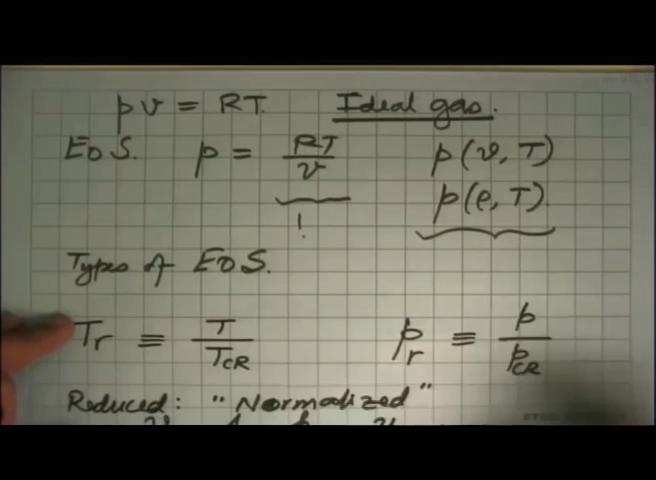 pv = RT. Ideal gas.
EoS. p = RT/v p(v, T)
p(ρ, T).
!
Types of EoS.
Tr ≡ T/TCR pr ≡ p/pCR
Reduced: "Normalized"